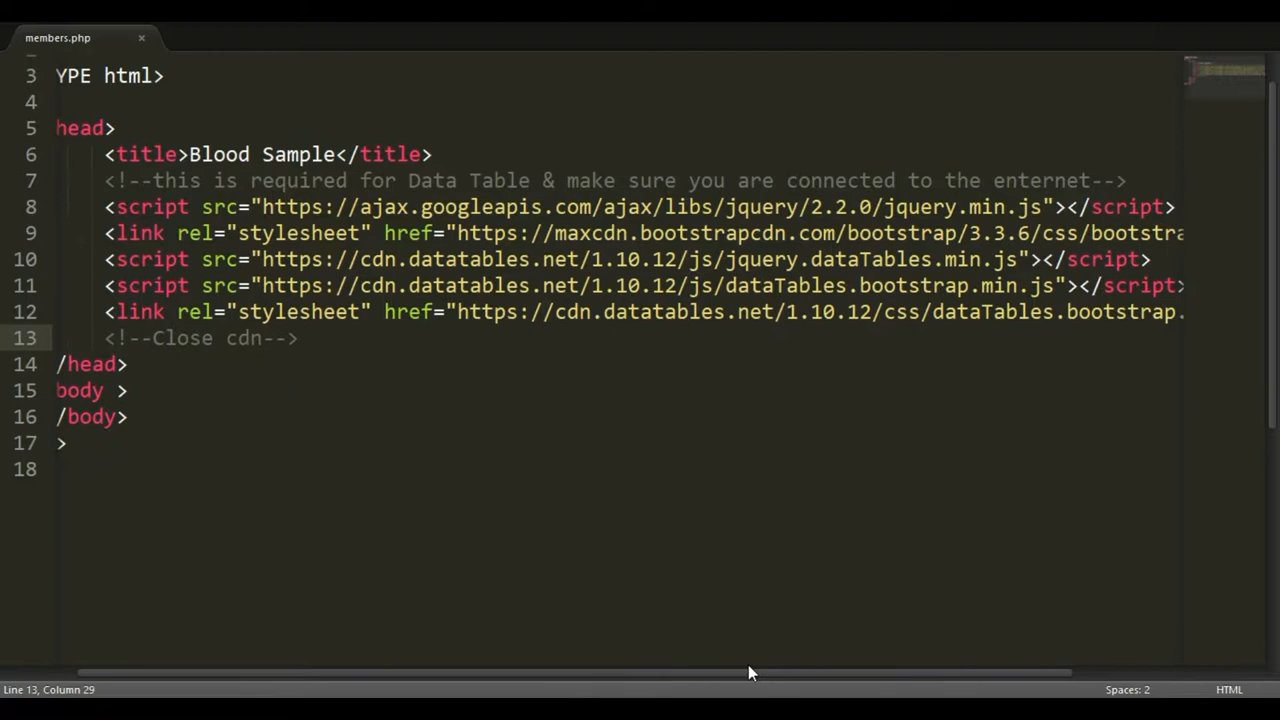 members.php ×
3 YPE html>
4
5 head>
6 <title>Blood Sample</title>
7 <!--this is required for Data Table & make sure you are connected to the enternet-->
8 <script src="https://ajax.googleapis.com/ajax/libs/jquery/2.2.0/jquery.min.js"></script>
9 <link rel="stylesheet" href="https://maxcdn.bootstrapcdn.com/bootstrap/3.3.6/css/bootstra
10 <script src="https://cdn.datatables.net/1.10.12/js/jquery.dataTables.min.js"></script>
11 <script src="https://cdn.datatables.net/1.10.12/js/dataTables.bootstrap.min.js"></script>
12 <link rel="stylesheet" href="https://cdn.datatables.net/1.10.12/css/dataTables.bootstrap.
13 <!--Close cdn-->
14 /head>
15 body >
16 /body>
17 >
18
Line 13, Column 29 Spaces: 2 HTML